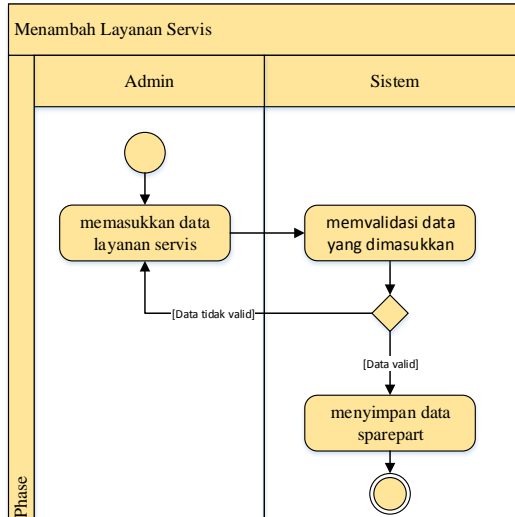 Menambah Layanan Servis
Admin
Sistem
memasukkan data
layanan servis
memvalidasi data
yang dimasukkan
[Data tidak valid]
[Data valid]
menyimpan data
sparepart
Phase